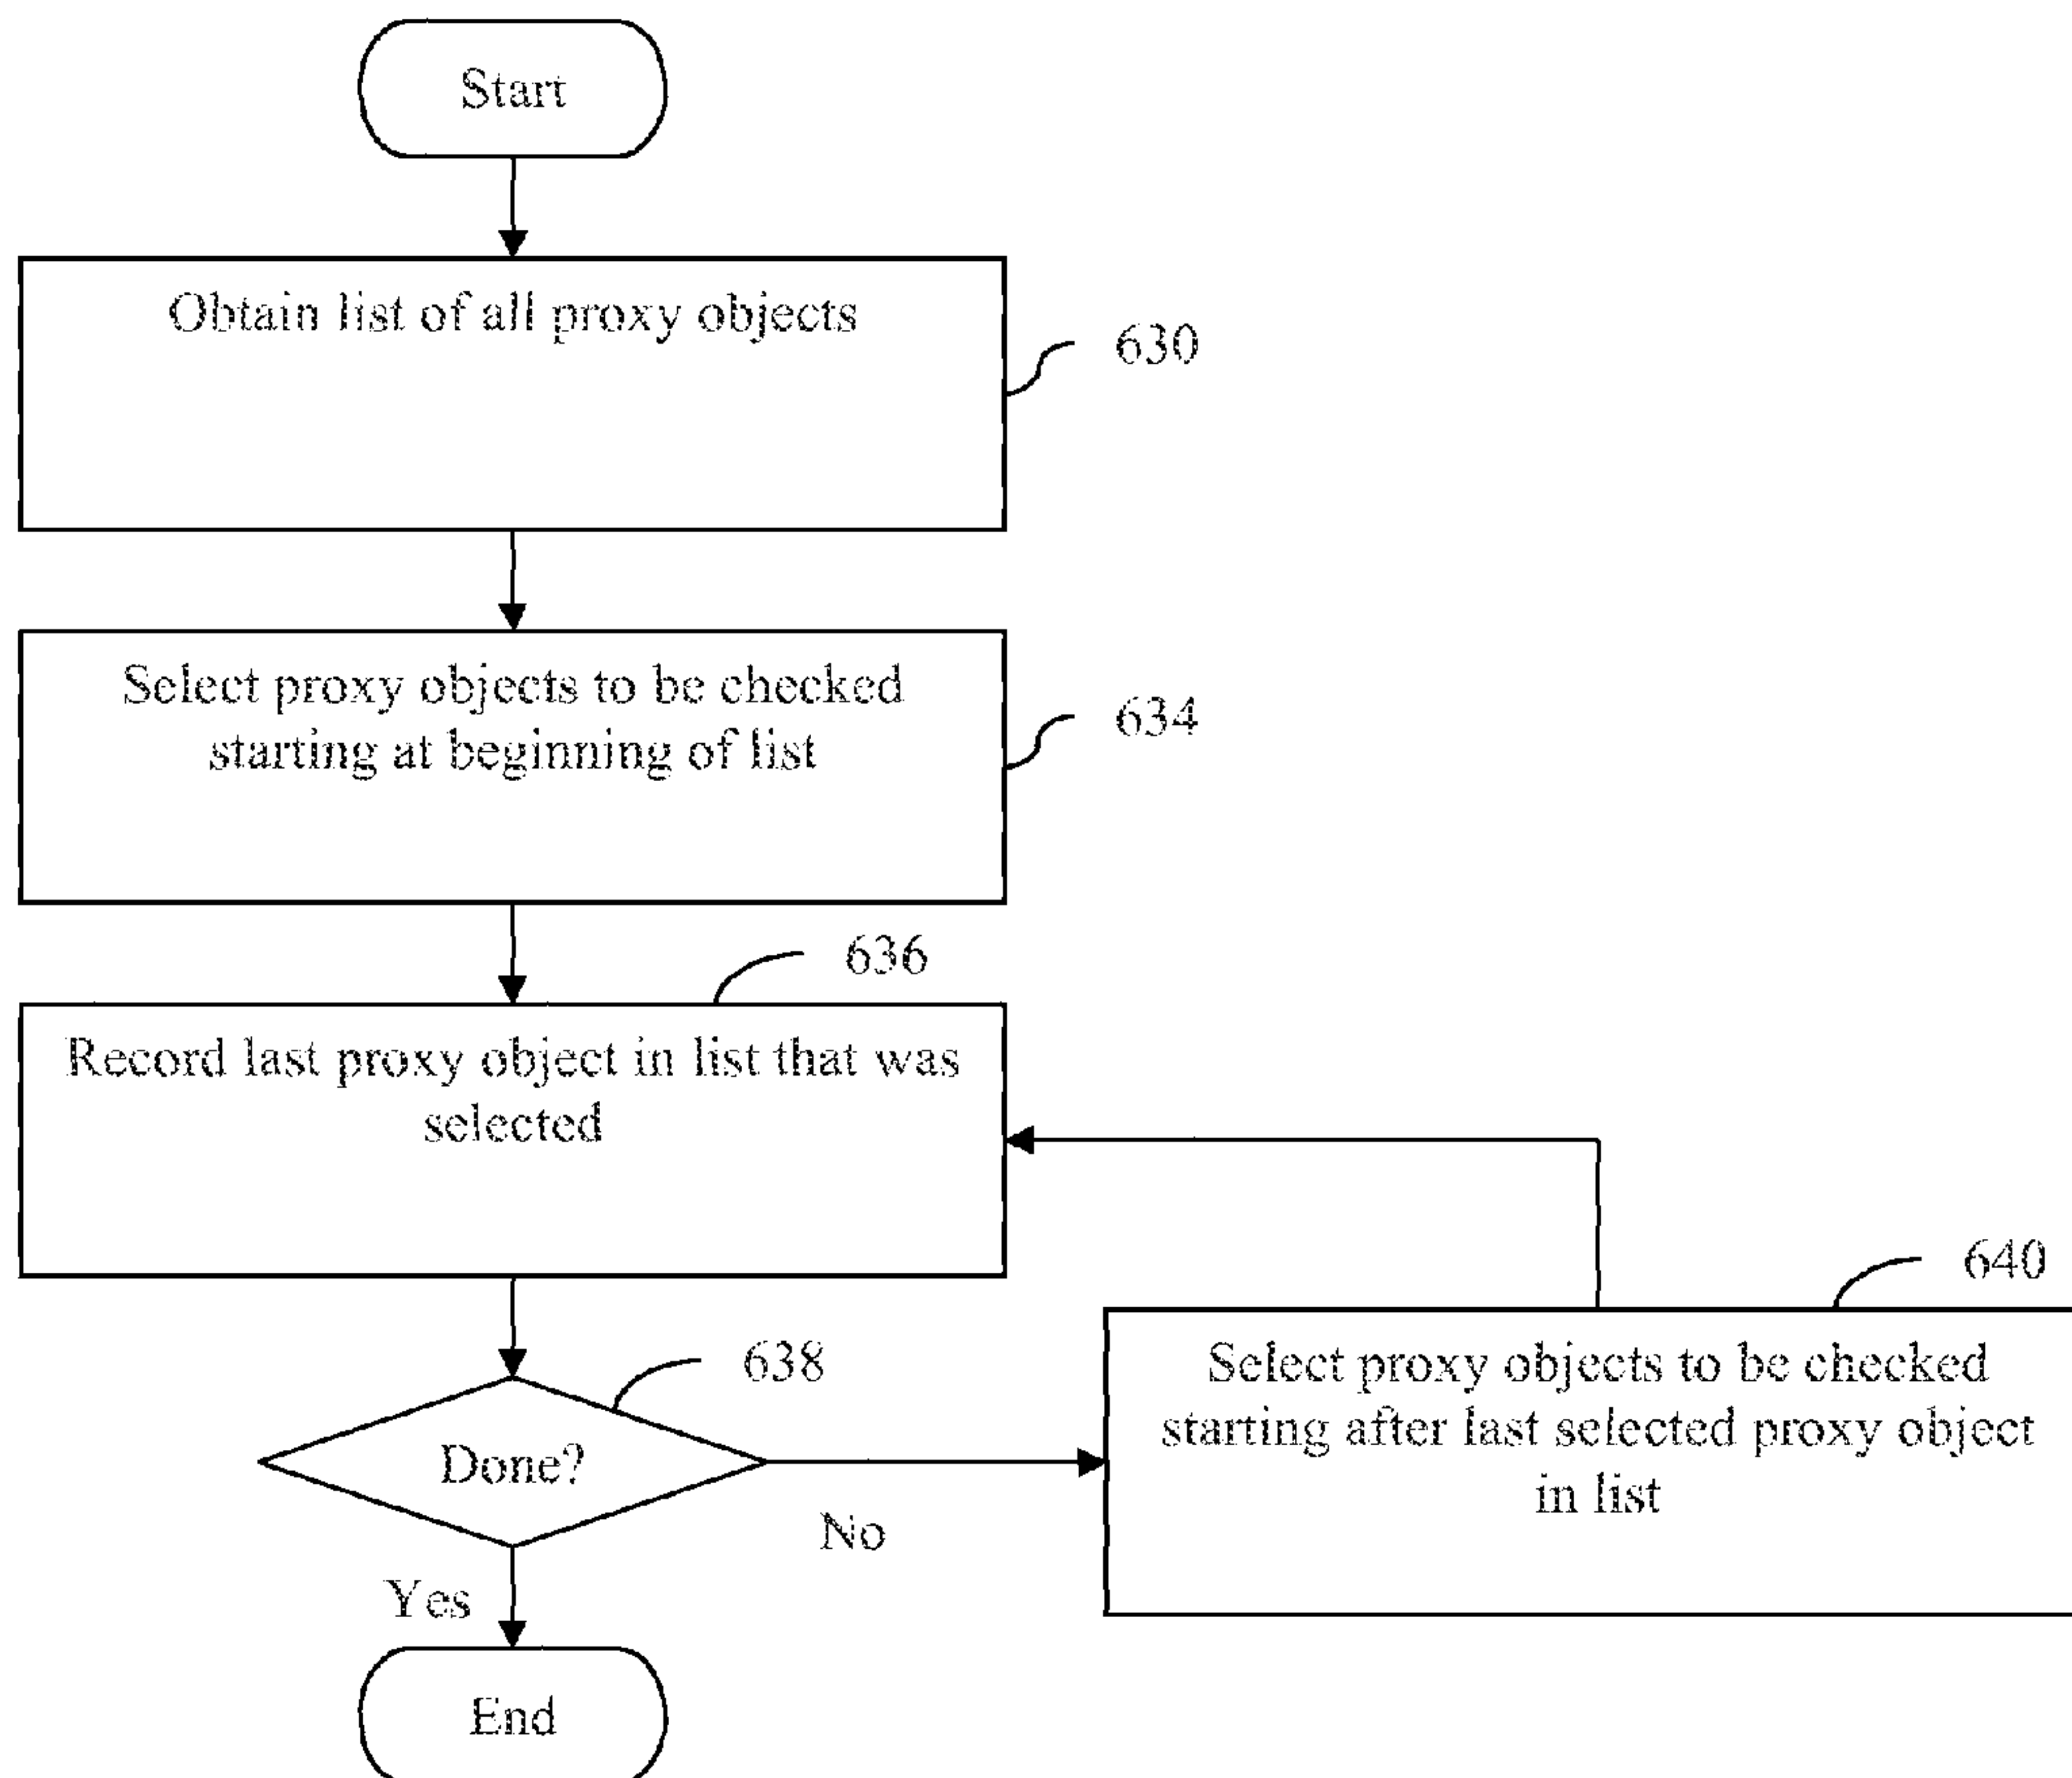 Start
Obtain list of all proxy objects
630
Select proxy objects to be checked
starting at beginning of list
634
636
Record last proxy object in list that was
selected
640
638
Select proxy objects to be checked
starting after last selected proxy object
in list
Done?
No
Yes
End